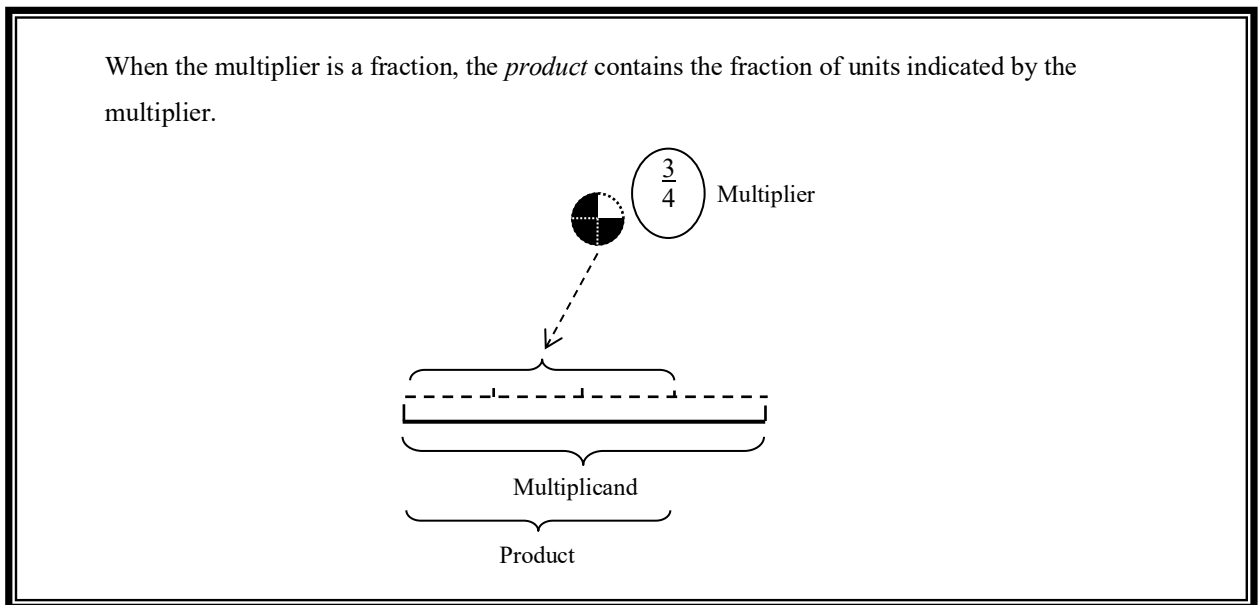 When the multiplier is a fraction, the product contains the fraction of units indicated by the
multiplier.
3
4
Multiplier
Multiplicand
Product